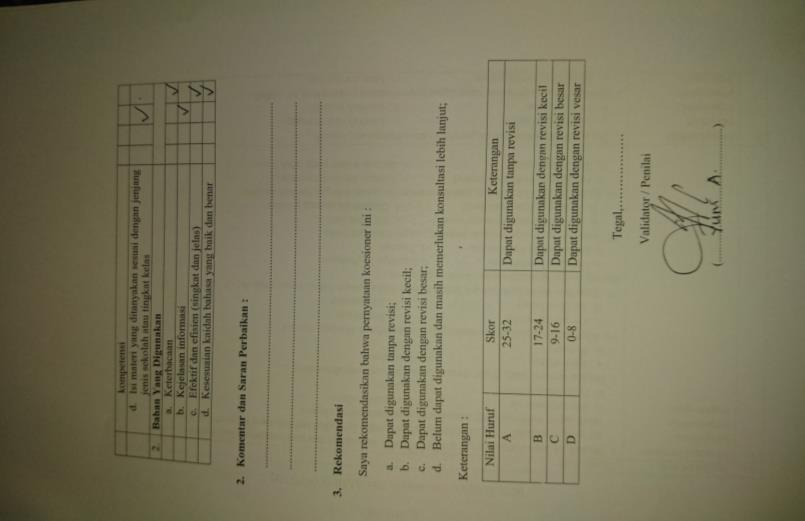 kompetensi
d. Isi materi yang ditanyakan sesuai dengan jenjang
jenis sekolah atau tingkat kelas
2 Bahan Yang Digunakan
a. Keterbacaan
b. Kejelasan informasi
c. Efektif dan efisien (singkat dan jelas)
d. Kesesuaian kaidah bahasa yang baik dan benar
2. Komentar dan Saran Perbaikan :
3. Rekomendasi
Saya rekomendasikan bahwa pernyataan koesioner ini :
a. Dapat digunakan tanpa revisi;
b. Dapat digunakan dengan revisi kecil;
c. Dapat digunakan dengan revisi besar;
d. Belum dapat digunakan dan masih memerlukan konsultasi lebih lanjut;
Keterangan :
Nilai Huruf Skor Keterangan
A 25-32 Dapat digunakan tanpa revisi
B 17-24 Dapat digunakan dengan revisi kecil
C 9-16 Dapat digunakan dengan revisi besar
D 0-8 Dapat digunakan dengan revisi vesar
Tegal,...................
Validator / Penilai